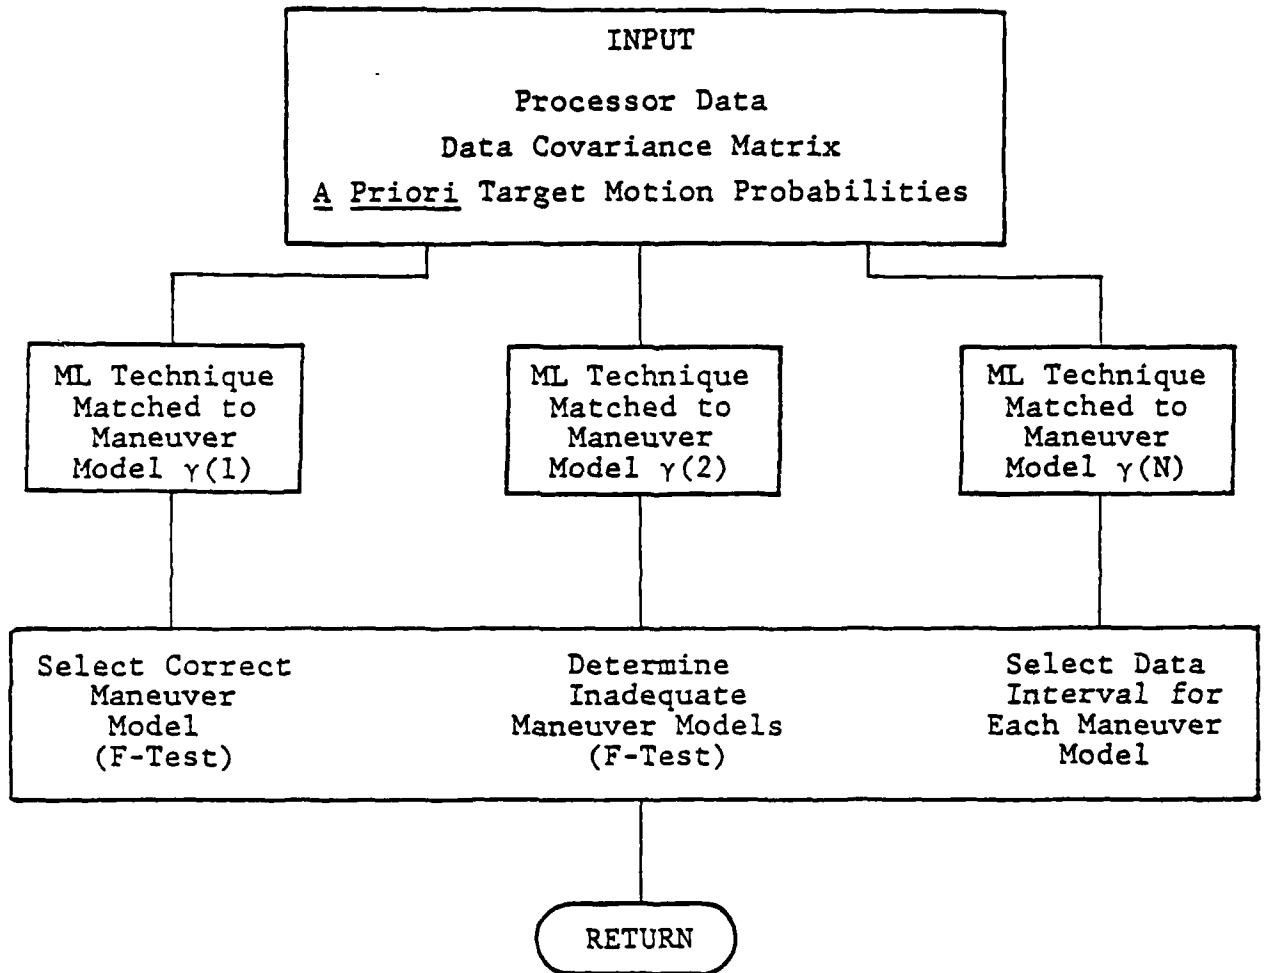 INPUT
Processor Data
Data Covariance Matrix
A Priori Target Motion Probabilities
ML Technique
Matched to
Maneuver
Model γ(1)
ML Technique
Matched to
Maneuver
Model γ(2)
ML Technique
Matched to
Maneuver
Model γ(N)
Select Correct
Maneuver
Model
(F-Test)
Determine
Inadequate
Maneuver Models
(F-Test)
Select Data
Interval for
Each Maneuver
Model
RETURN